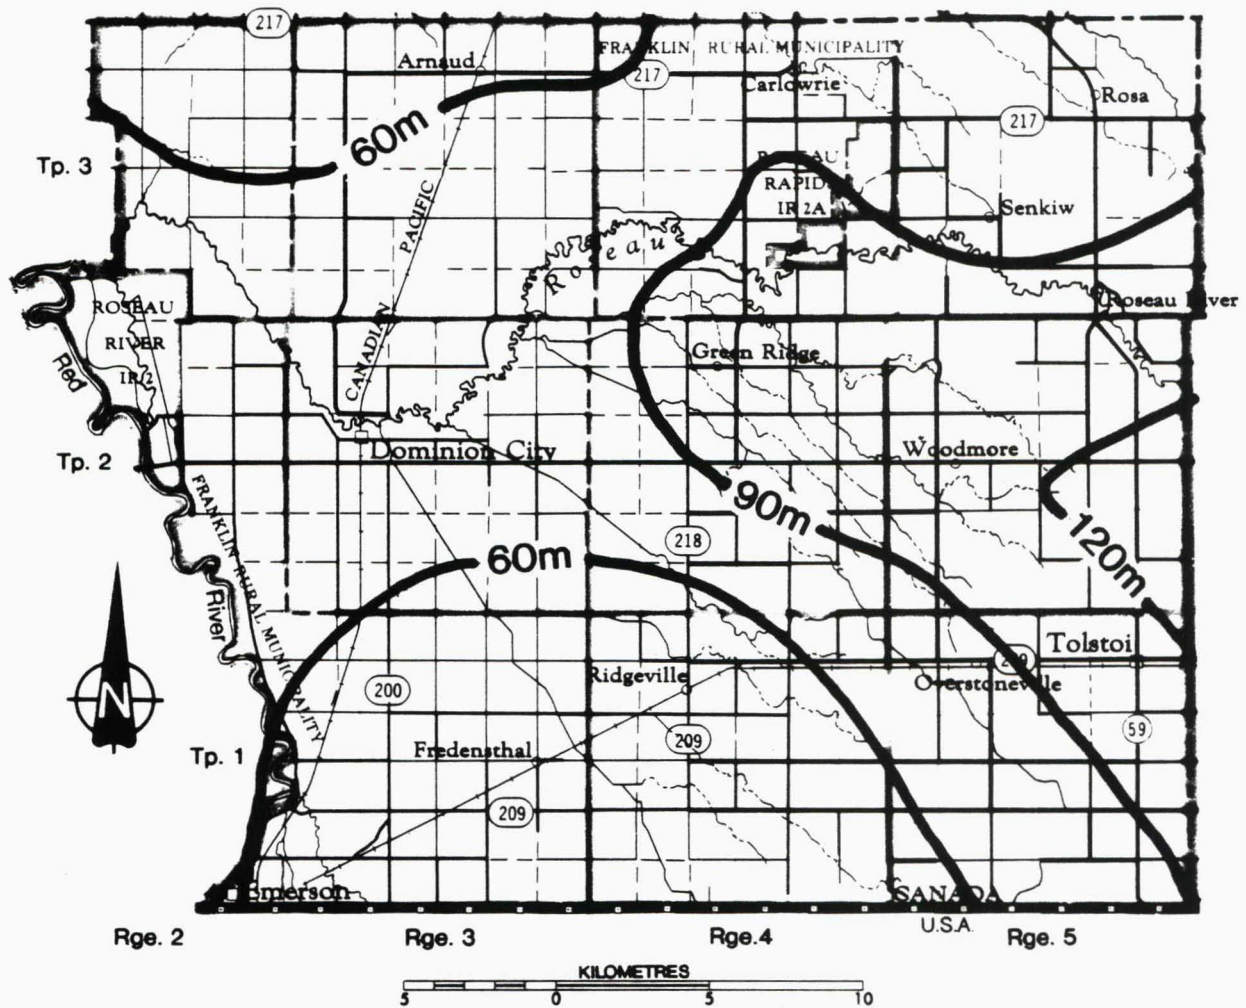 217
Arnaud
FRANKLIN RURAL MUNICIPALITY
217
Carlowrie
Rosa
217
60m
Tp. 3
RAPID
IR 2A
Senkiw
CANADIAN PACIFIC
Roseau
Roseau River
ROSEAU
RIVER
IR 2
Red
River
Green Ridge
Dominion City
Woodmore
Tp. 2
FRANKLIN RURAL MUNICIPALITY
90m
218
60m
120m
N
Tolstoi
Ridgeville
Overstoneville
200
209
59
Tp. 1
Fredensthal
209
Emerson
U.S.A.
Rge. 2
Rge. 3
Rge.4
Rge. 5
KILOMETRES
5
0
5
10